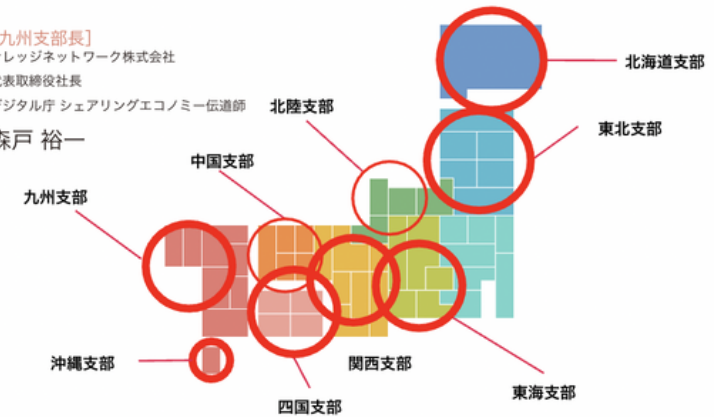 九州支部長]
レッジネットワーク株式会社
代表取締役社長
デジタル庁 シェアリングエコノミー伝道師
森戸 裕一
北海道支部
北陸支部
東北支部
中国支部
九州支部
沖縄支部
関西支部
東海支部
四国支部